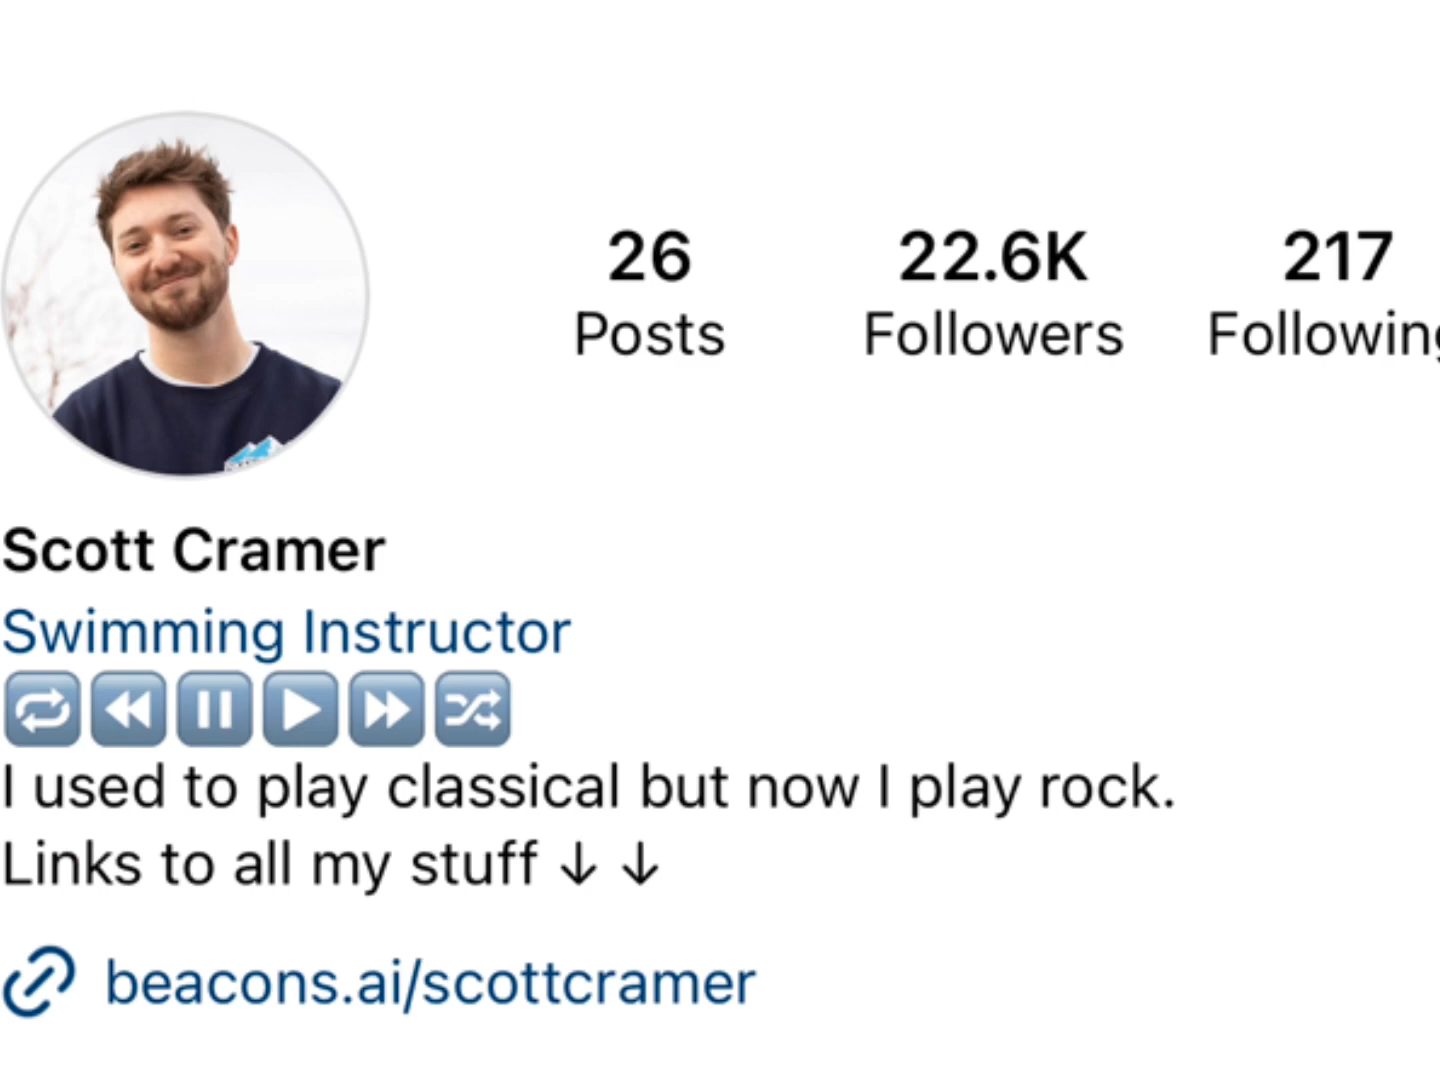 26 22.6K 217
Posts Followers Following
Scott Cramer
Swimming Instructor
🔁⏪⏸▶⏩🔀
I used to play classical but now I play rock.
Links to all my stuff ↓ ↓
beacons.ai/scottcramer